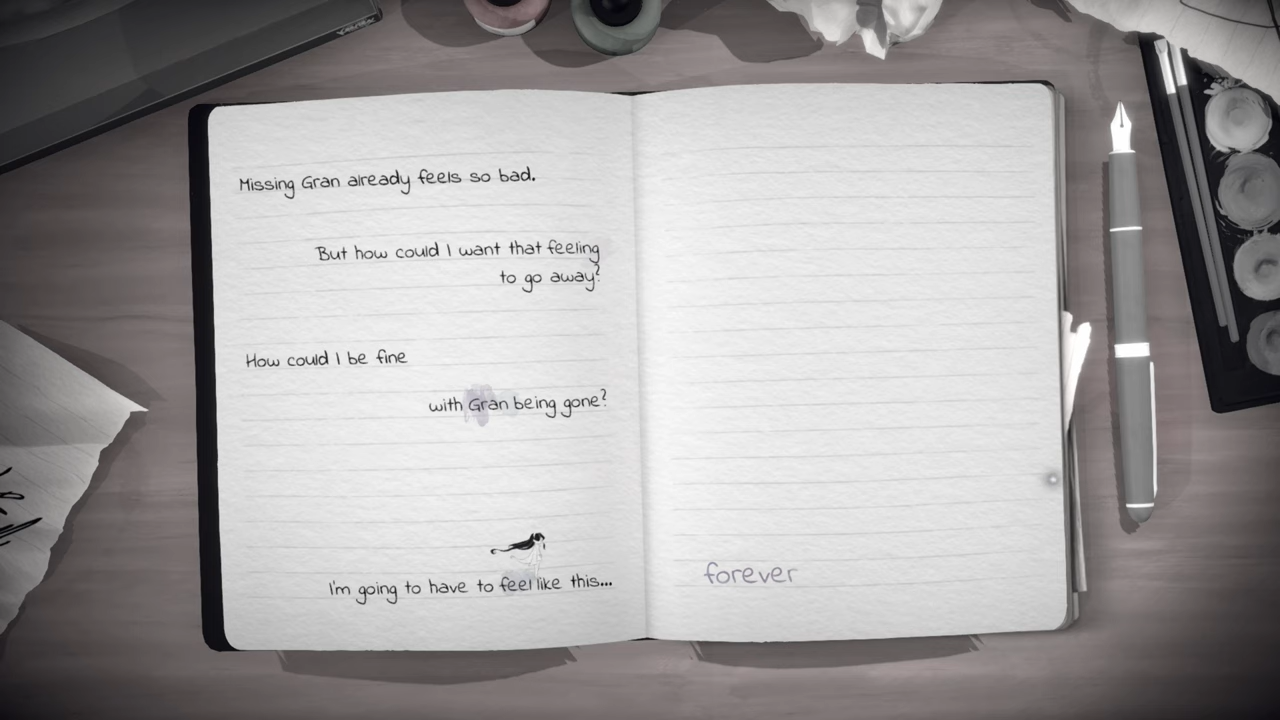 Missing Gran already feels so bad.
But how could I want that feeling
to go away?
How could I be fine
with Gran being gone?
I'm going to have to feel like this...
forever